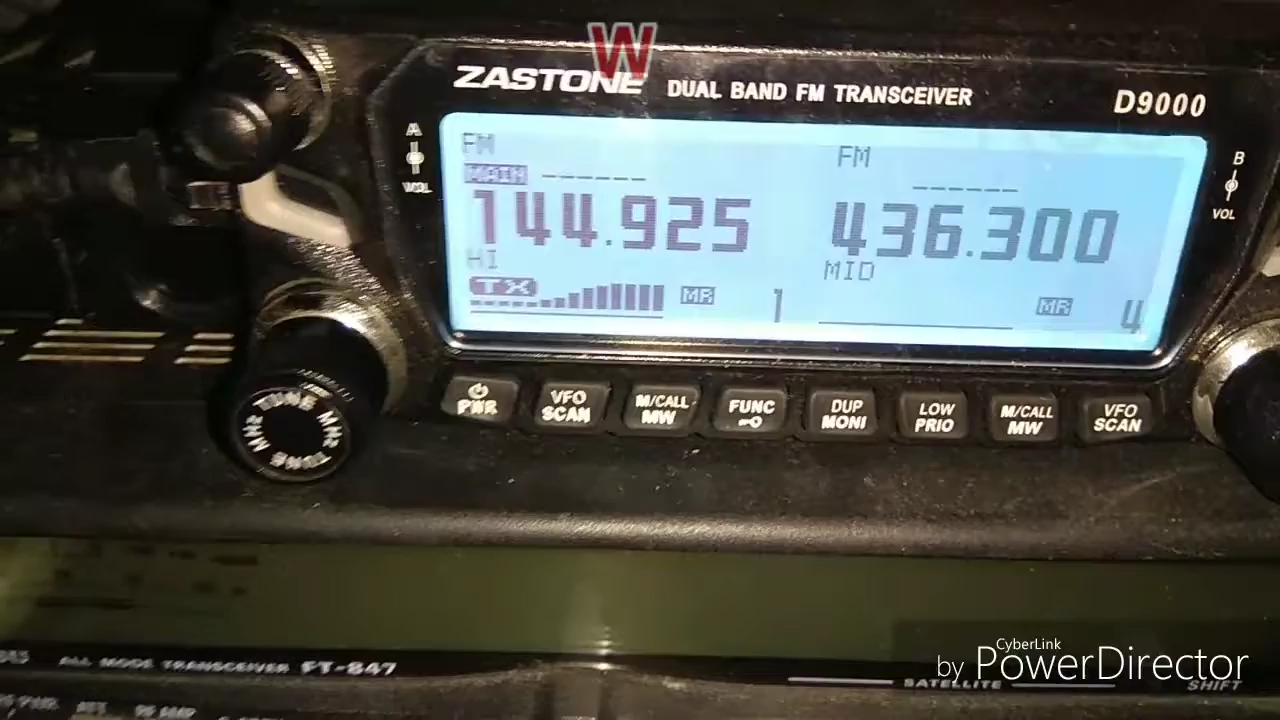 W
ZASTONE DUAL BAND FM TRANSCEIVER D9000
A
VOL
B
VOL
FM
MAIN ------
144.925
HI
TX MR 1
FM
------
436.300
MID
MR 4
PWR
VFO SCAN
M/CALL MW
FUNC
DUP MONI
LOW PRIO
M/CALL MW
VFO SCAN
TUNE MHz TUNE MHz
ALL MODE TRANSCEIVER FT-847
SATELLITE
SHIFT
CyberLink
by PowerDirector